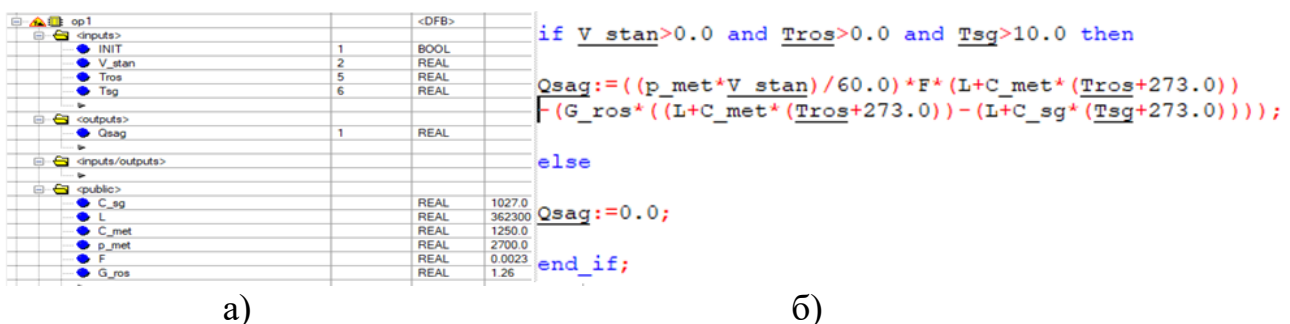 op1 <DFB>
<inputs>
INIT 1 BOOL
V_stan 2 REAL
Tros 5 REAL
Tsg 6 REAL
<outputs>
Qsag 1 REAL
<inputs/outputs>
<public>
C_sg REAL 1027.0
L REAL 362300
C_met REAL 1250.0
p_met REAL 2700.0
F REAL 0.0023
G_ros REAL 1.26
if V_stan>0.0 and Tros>0.0 and Tsg>10.0 then
Qsag:=((p_met*V_stan)/60.0)*F*(L+C_met*(Tros+273.0))
-(G_ros*((L+C_met*(Tros+273.0))-(L+C_sg*(Tsg+273.0))));
else
Qsag:=0.0;
end_if;
а) б)